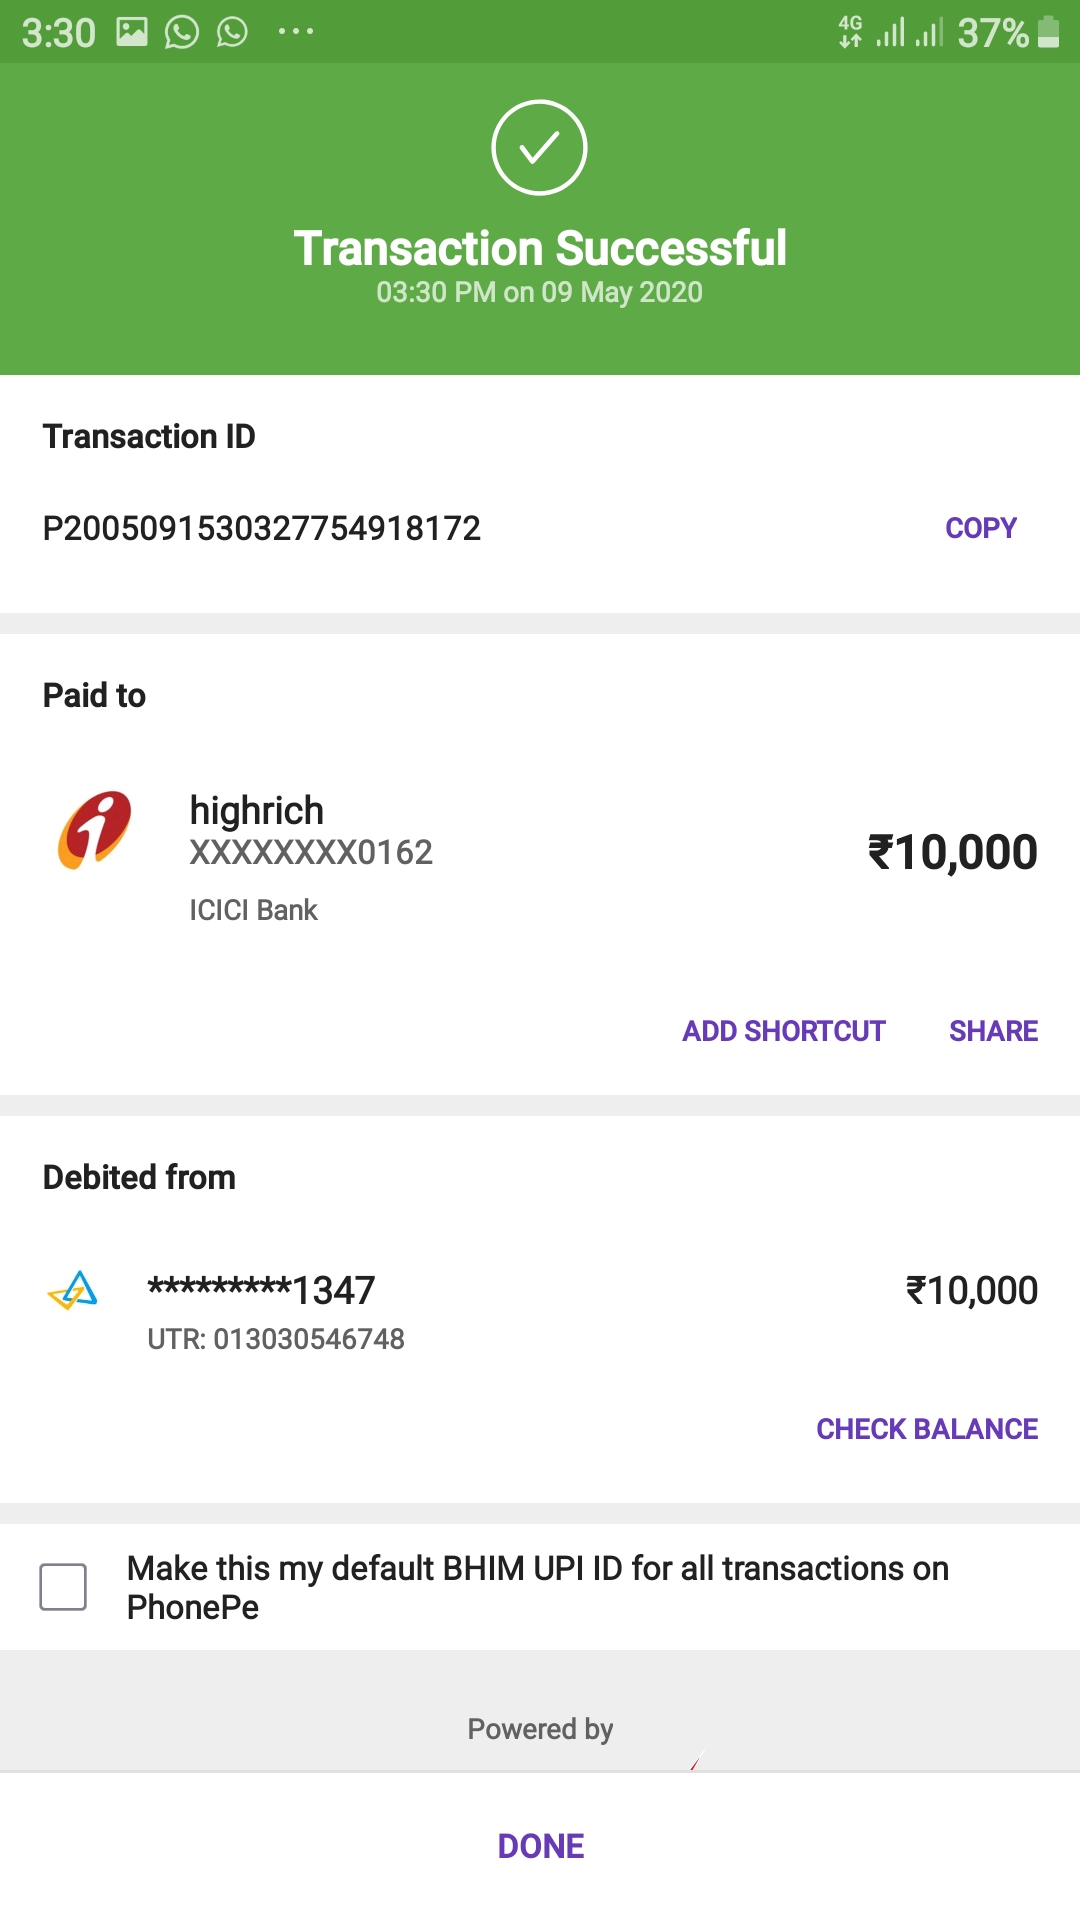 3:30 4G 37%
Transaction Successful
03:30 PM on 09 May 2020
Transaction ID
P2005091530327754918172 COPY
Paid to
highrich
XXXXXXXX0162 ₹10,000
ICICI Bank
ADD SHORTCUT SHARE
Debited from
*********1347 ₹10,000
UTR: 013030546748
CHECK BALANCE
Make this my default BHIM UPI ID for all transactions on
PhonePe
Powered by
DONE